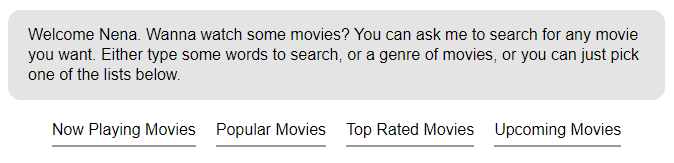 Welcome Nena. Wanna watch some movies? You can ask me to search for any movie
you want. Either type some words to search, or a genre of movies, or you can just pick
one of the lists below.
Now Playing Movies Popular Movies Top Rated Movies Upcoming Movies